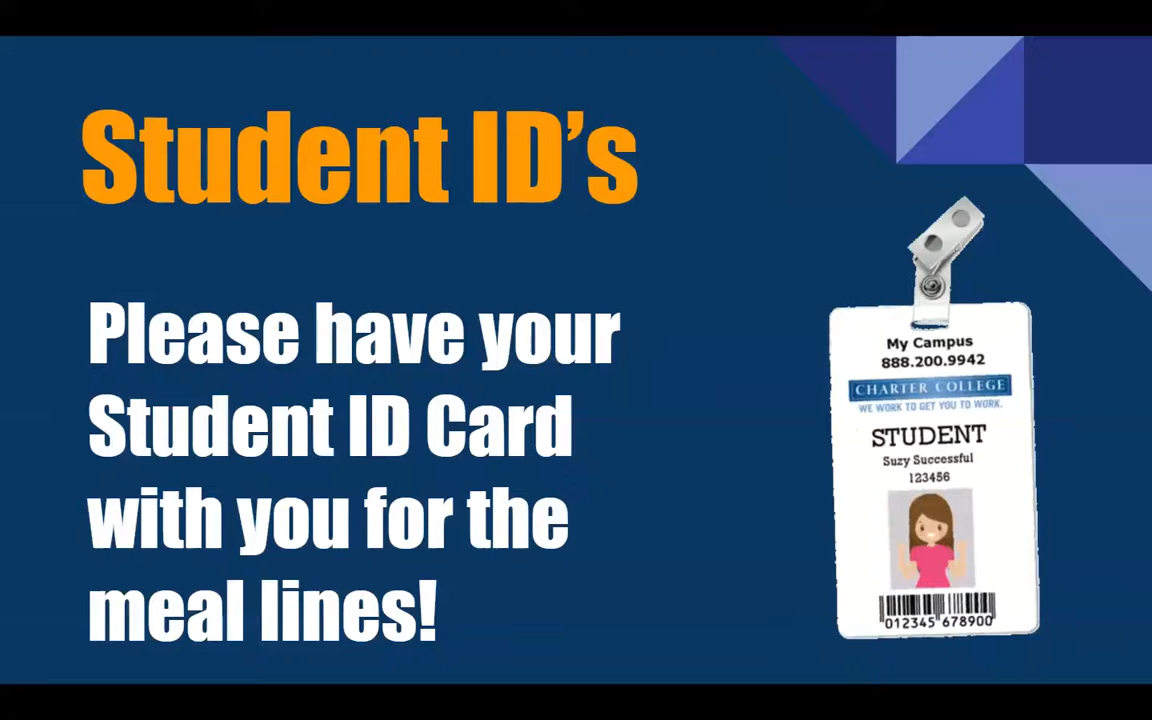 Student ID’s
Please have your
Student ID Card
with you for the
meal lines!
My Campus
888.200.9942
CHARTER COLLEGE
WE WORK TO GET YOU TO WORK.
STUDENT
Suzy Successful
123456
012345 678900